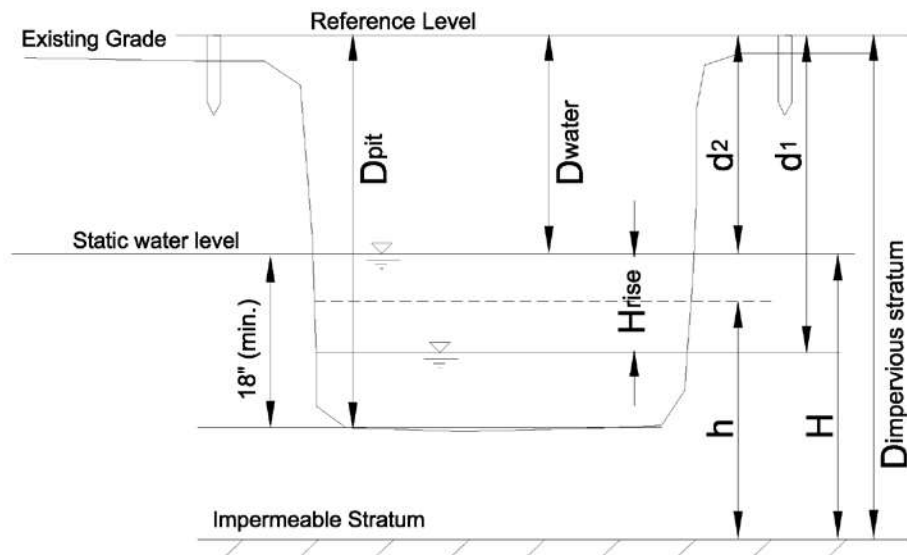 Reference Level
Existing Grade
Dpit
Dwater
d2
d1
Static water level
18" (min.)
Hrise
h
H
Dimpervious stratum
Impermeable Stratum